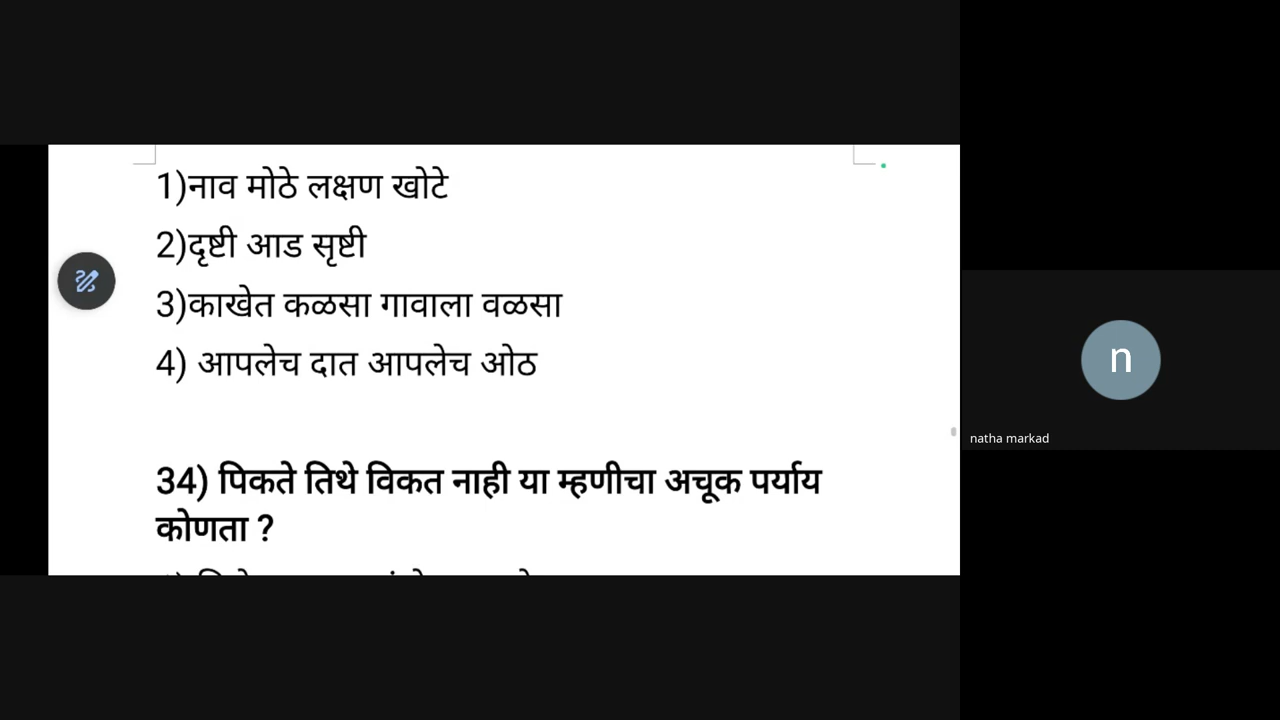 1)नाव मोठे लक्षण खोटे
2)दृष्टी आड सृष्टी
3)काखेत कळसा गावाला वळसा
4) आपलेच दात आपलेच ओठ
34) पिकते तिथे विकत नाही या म्हणीचा अचूक पर्याय
कोणता ?
n
natha markad